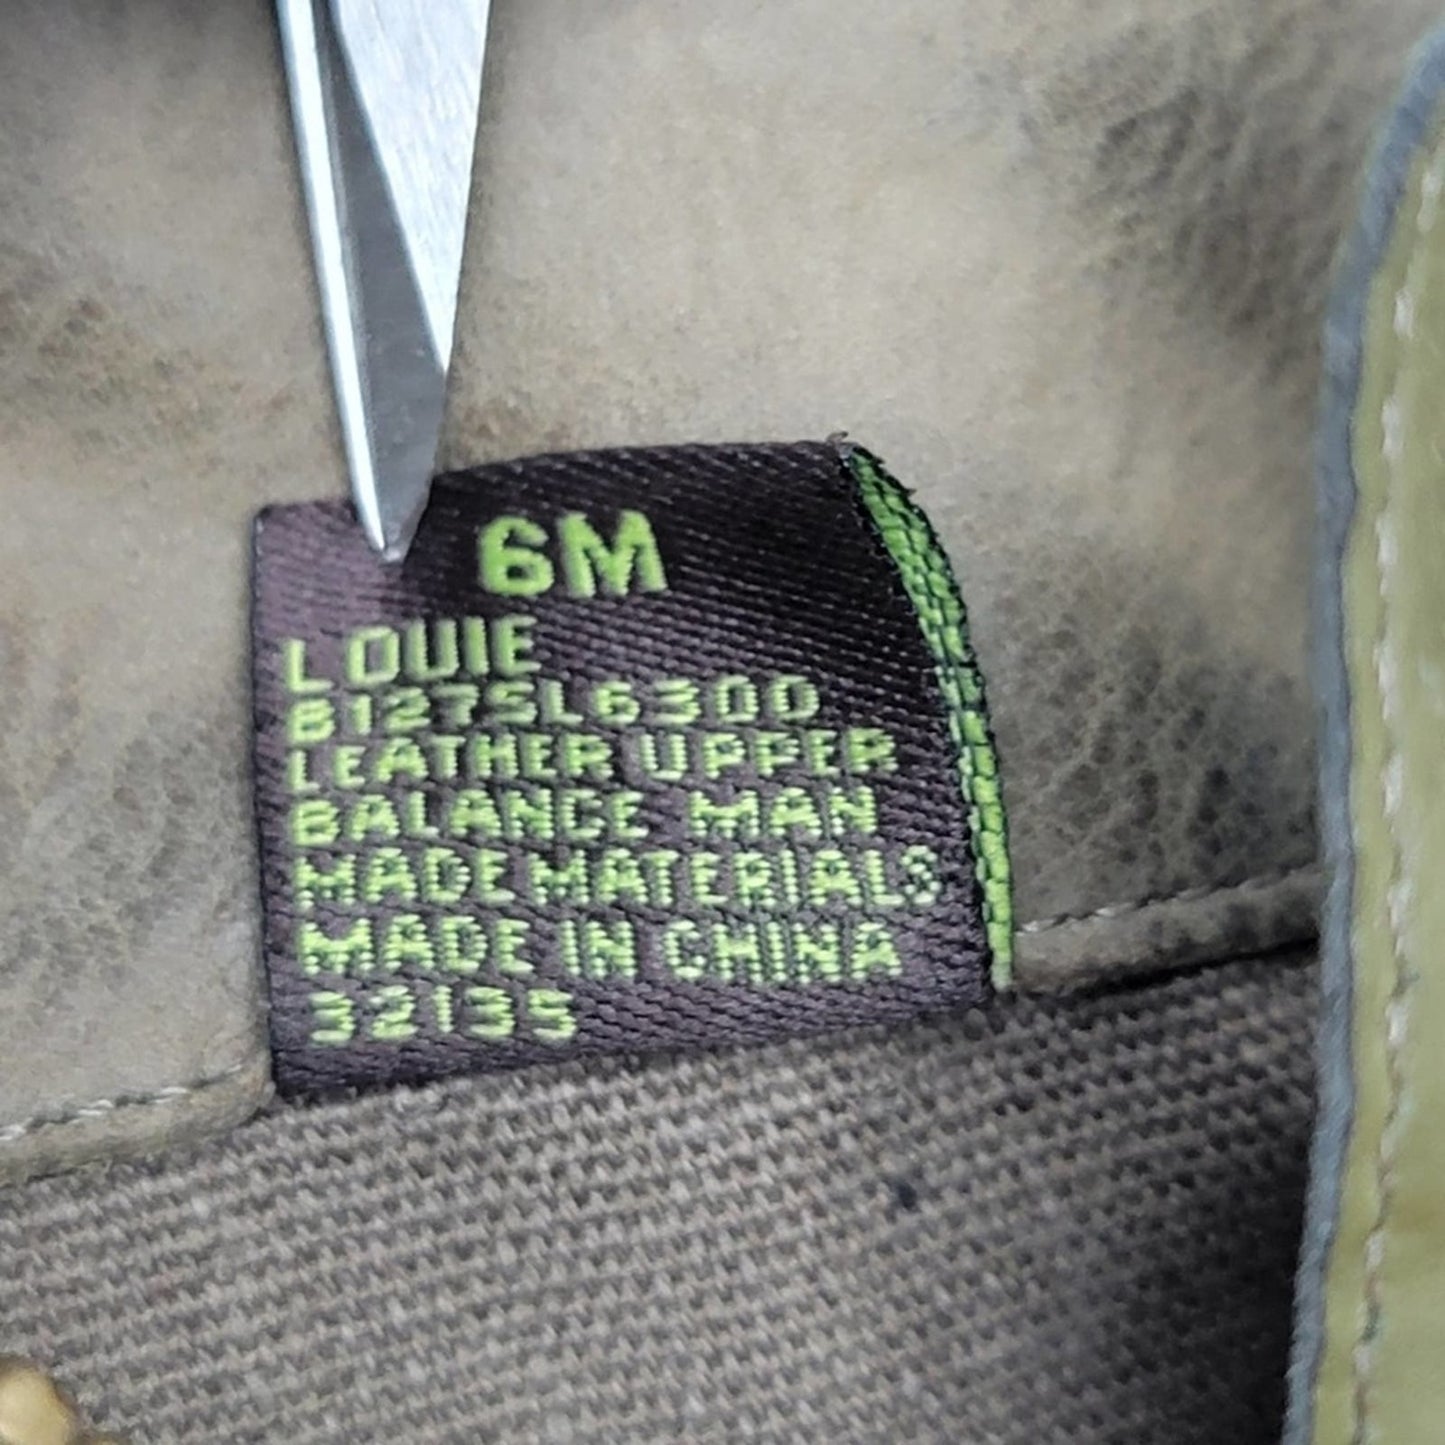 6M
LOUIE
B127SL6300
LEATHER UPPER
BALANCE MAN
MADE MATERIALS
MADE IN CHINA
32135